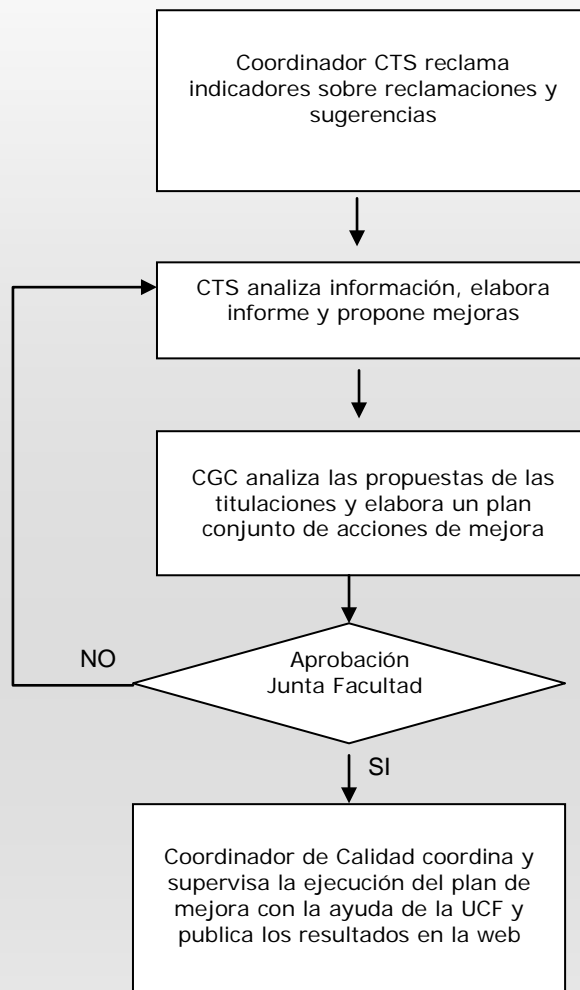 Coordinador CTS reclama
indicadores sobre reclamaciones y
sugerencias
CTS analiza información, elabora
informe y propone mejoras
CGC analiza las propuestas de las
titulaciones y elabora un plan
conjunto de acciones de mejora
NO
Aprobación
Junta Facultad
SI
Coordinador de Calidad coordina y
supervisa la ejecución del plan de
mejora con la ayuda de la UCF y
publica los resultados en la web